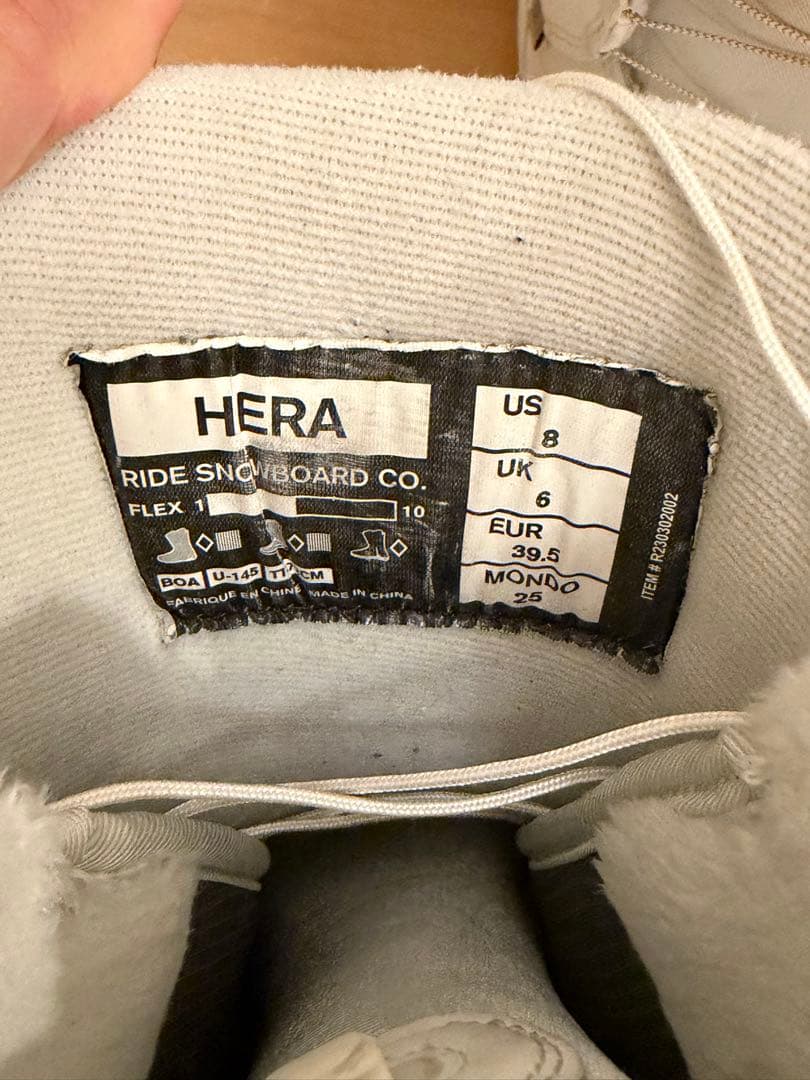 HERA
RIDE SNOWBOARD CO.
FLEX 1 10
BOA U-145
FABRIQUE EN CHINE MADE IN CHINA
US
8
UK
6
EUR
39.5
MONDO
25
ITEM # R230302002